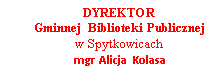 DYREKTOR
Gminnej Biblioteki Publicznej
w Spytkowicach
mgr Alicja Kolasa